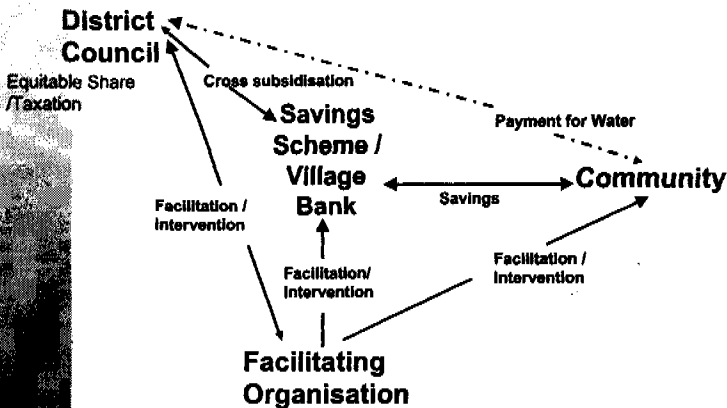 District
Council
Equitable Share
/Taxation
Cross subsidisation
Savings
Scheme /
Village
Bank
Payment for Water
Community
Savings
Facilitation /
Intervention
Facilitation/
Intervention
Facilitation /
Intervention
Facilitating
Organisation